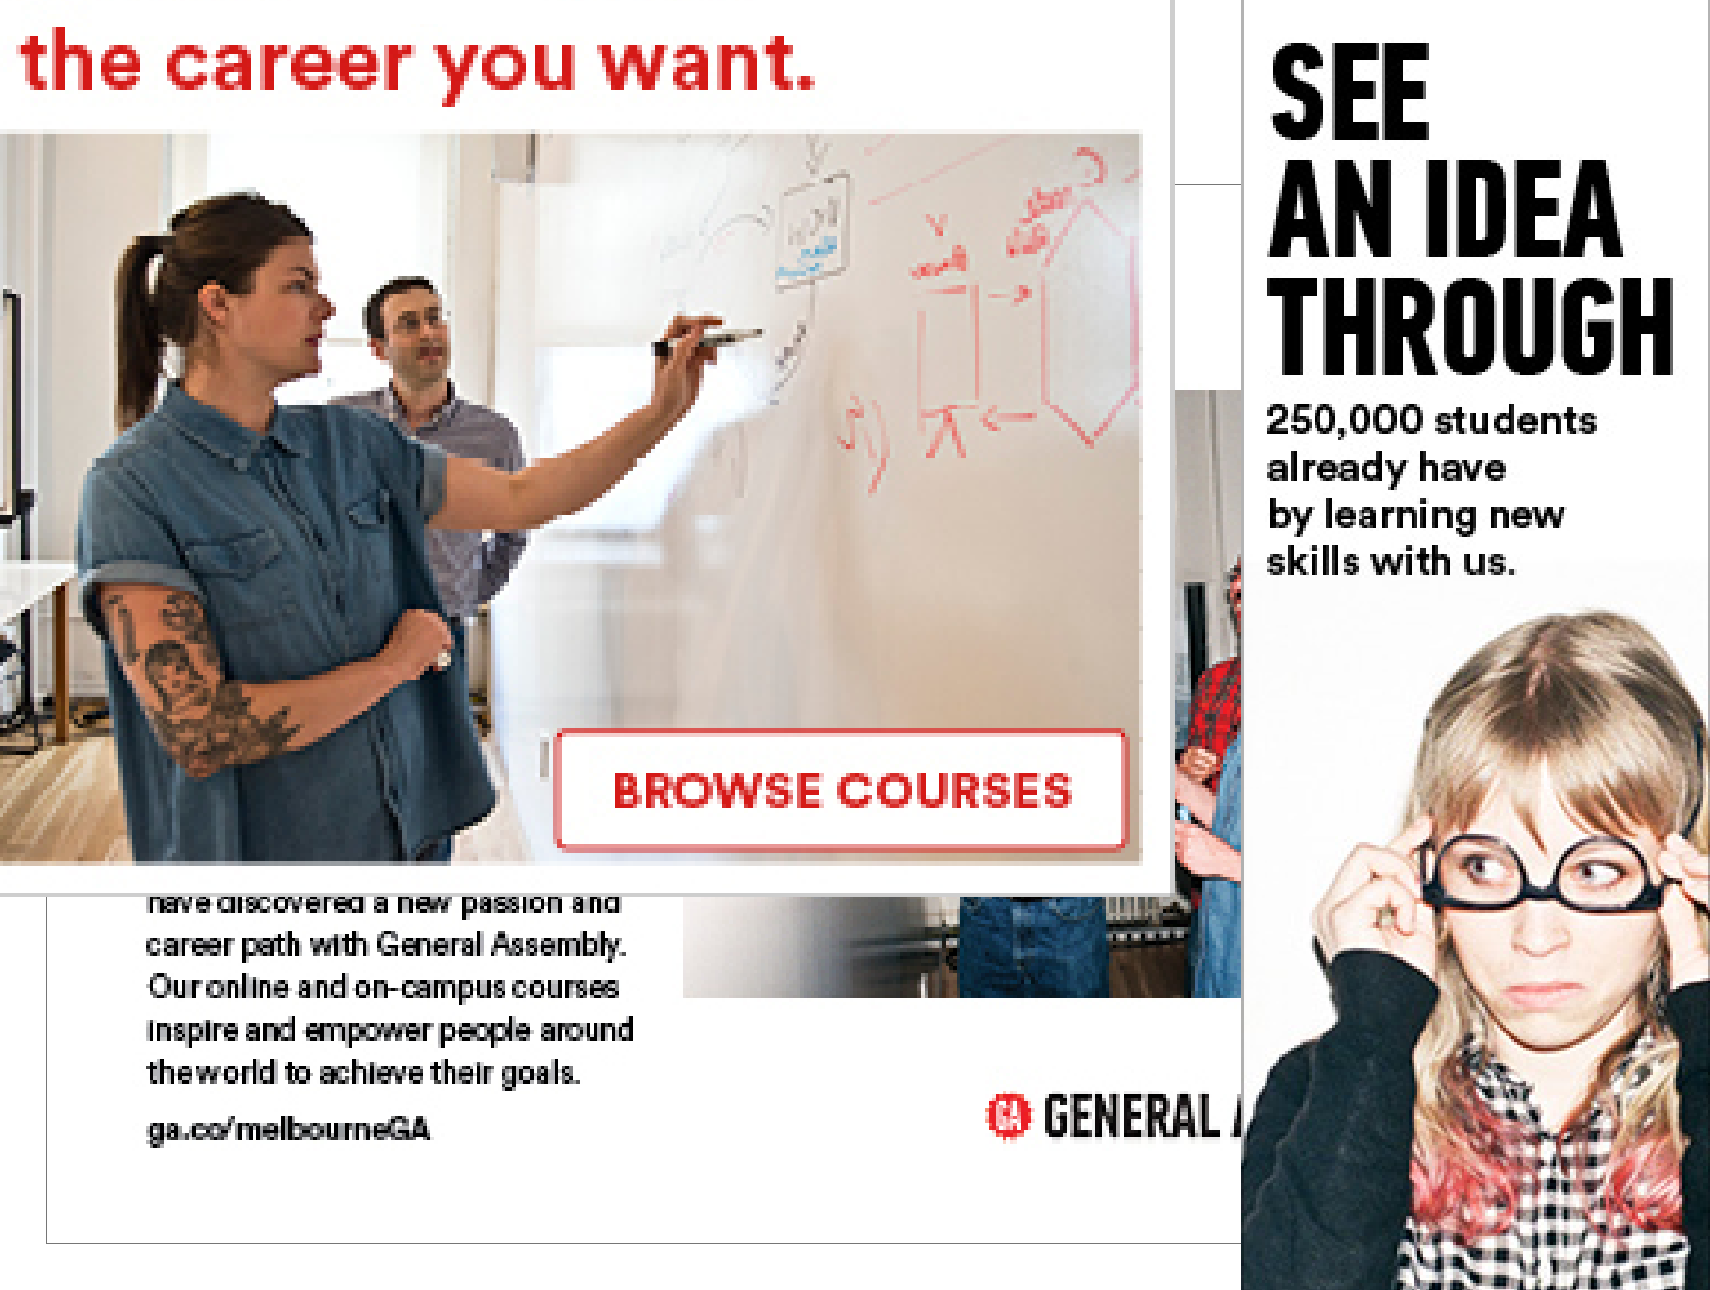 the career you want.
BROWSE COURSES
have discovered a new passion and
career path with General Assembly.
Our online and on-campus courses
inspire and empower people around
the world to achieve their goals.
ga.co/melbourneGA
GA GENERAL
SEE
AN IDEA
THROUGH
250,000 students
already have
by learning new
skills with us.